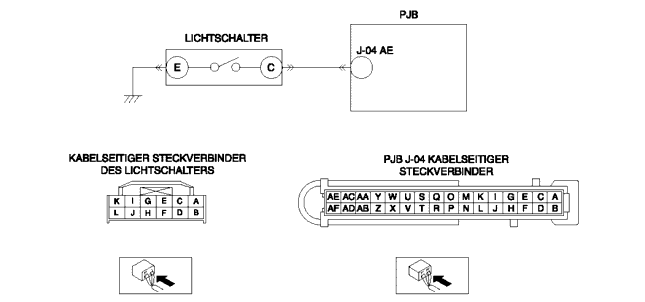 PJB
LICHTSCHALTER
J-04 AE
E
C
KABELSEITIGER STECKVERBINDER
DES LICHTSCHALTERS
PJB J-04 KABELSEITIGER
STECKVERBINDER
K I G E C A
L J H F D B
AE AC AA Y W U S Q O M K I G E C A
AF AD AB Z X V T R P N L J H F D B